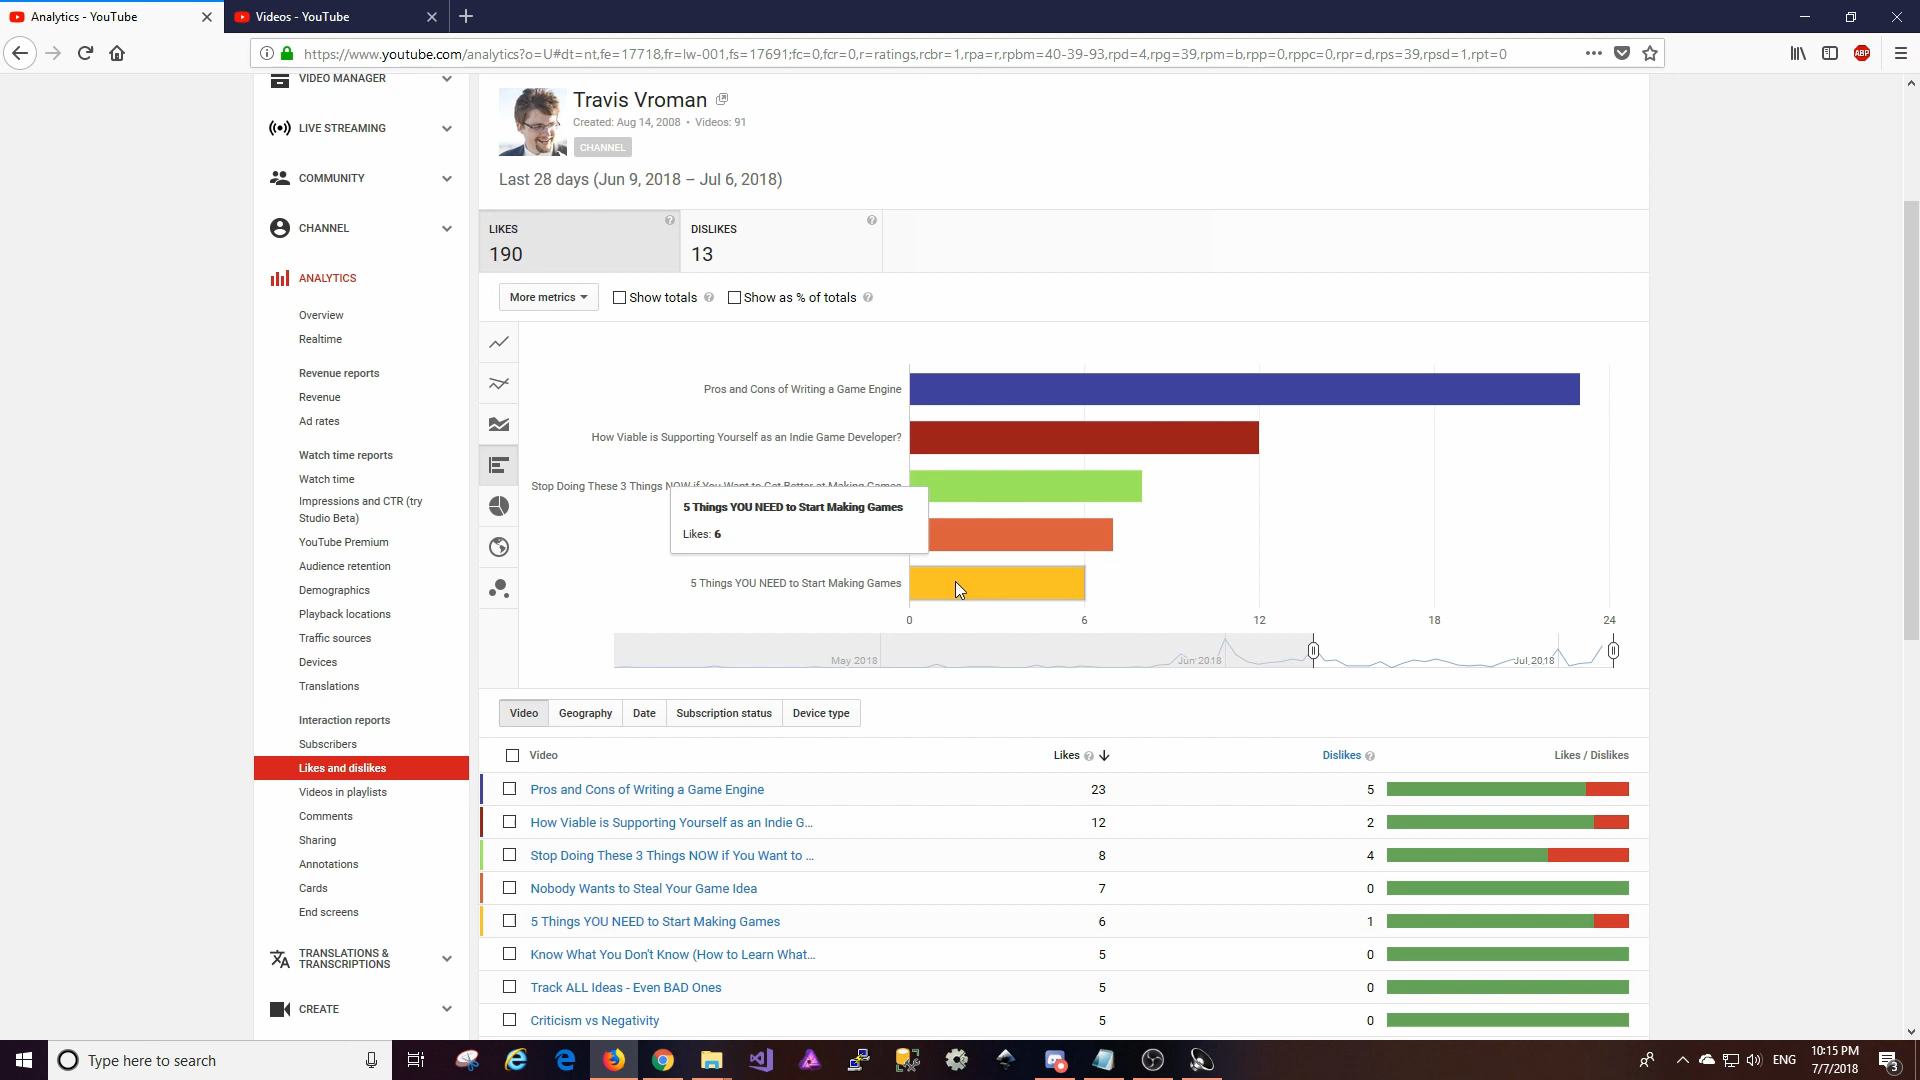 Analytics - YouTube
Videos - YouTube
https://www.youtube.com/analytics?o=U#dt=nt,fe=17718,fr=lw-001,fs=17691;fc=0,fcr=0,r=ratings,rcbr=1,rpa=r,rpbm=40-39-93,rpd=4,rpg=39,rpm=b,rpp=0,rppc=0,rpr=d,rps=39,rpsd=1,rpt=0
ABP
VIDEO MANAGER
LIVE STREAMING
COMMUNITY
CHANNEL
ANALYTICS
Overview
Realtime
Revenue reports
Revenue
Ad rates
Watch time reports
Watch time
Impressions and CTR (try
Studio Beta)
YouTube Premium
Audience retention
Demographics
Playback locations
Traffic sources
Devices
Translations
Interaction reports
Subscribers
Likes and dislikes
Videos in playlists
Comments
Sharing
Annotations
Cards
End screens
TRANSLATIONS &
TRANSCRIPTIONS
CREATE
Travis Vroman
Created: Aug 14, 2008 • Videos: 91
CHANNEL
Last 28 days (Jun 9, 2018 – Jul 6, 2018)
LIKES ?
190
DISLIKES ?
13
More metrics
Show totals ?
Show as % of totals ?
Pros and Cons of Writing a Game Engine
How Viable is Supporting Yourself as an Indie Game Developer?
Stop Doing These 3 Things NOW if You Want to Get Better at Making Games
5 Things YOU NEED to Start Making Games
Likes: 6
5 Things YOU NEED to Start Making Games
0 6 12 18 24
May 2018 Jun 2018 Jul 2018
Video Geography Date Subscription status Device type
Video Likes ? Dislikes ? Likes / Dislikes
Pros and Cons of Writing a Game Engine 23 5
How Viable is Supporting Yourself as an Indie G... 12 2
Stop Doing These 3 Things NOW if You Want to ... 8 4
Nobody Wants to Steal Your Game Idea 7 0
5 Things YOU NEED to Start Making Games 6 1
Know What You Don't Know (How to Learn What... 5 0
Track ALL Ideas - Even BAD Ones 5 0
Criticism vs Negativity 5 0
Type here to search
ENG
10:15 PM
7/7/2018
3